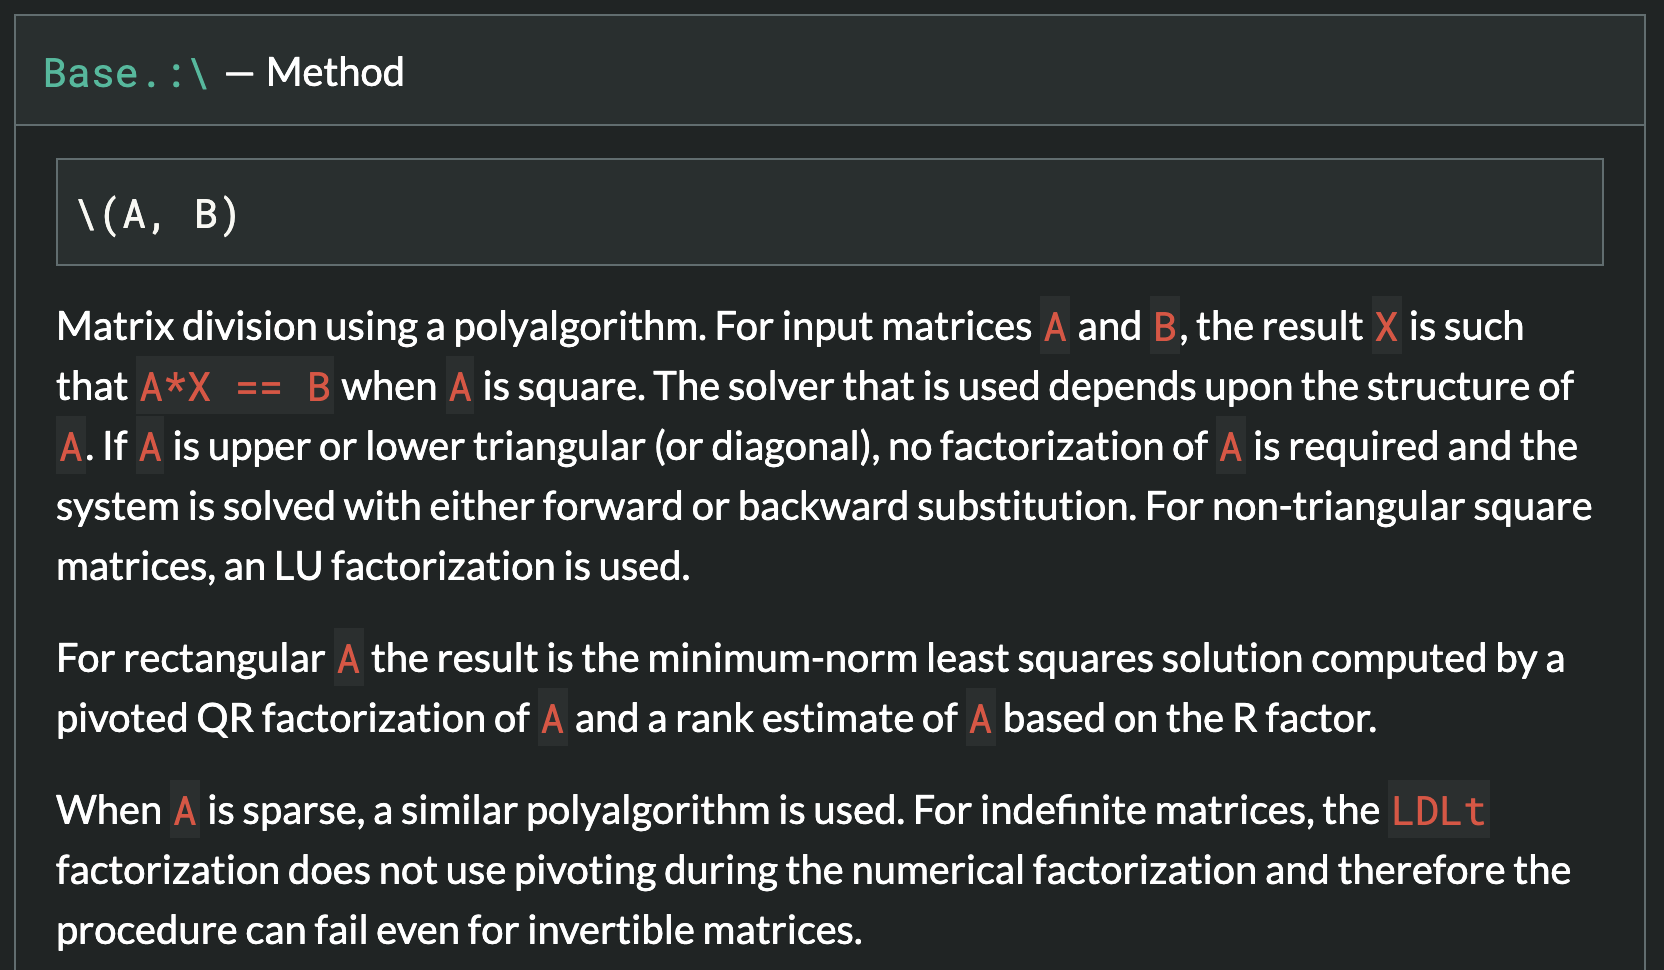 Base.:\ — Method
\(A, B)
Matrix division using a polyalgorithm. For input matrices A and B, the result X is such
that A*X == B when A is square. The solver that is used depends upon the structure of
A. If A is upper or lower triangular (or diagonal), no factorization of A is required and the
system is solved with either forward or backward substitution. For non-triangular square
matrices, an LU factorization is used.
For rectangular A the result is the minimum-norm least squares solution computed by a
pivoted QR factorization of A and a rank estimate of A based on the R factor.
When A is sparse, a similar polyalgorithm is used. For indefinite matrices, the LDLt
factorization does not use pivoting during the numerical factorization and therefore the
procedure can fail even for invertible matrices.